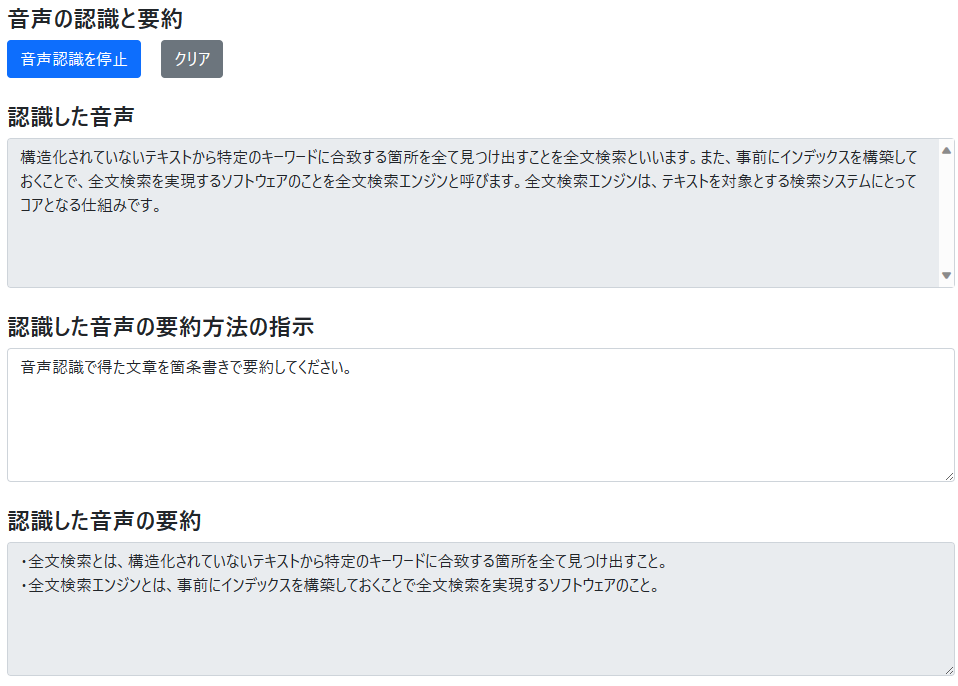 音声の認識と要約
音声認識を停止 クリア
認識した音声
構造化されていないテキストから特定のキーワードに合致する箇所を全て見つけ出すことを全文検索といいます。また、事前にインデックスを構築して
おくことで、全文検索を実現するソフトウェアのことを全文検索エンジンと呼びます。全文検索エンジンは、テキストを対象とする検索システムにとって
コアとなる仕組みです。
認識した音声の要約方法の指示
音声認識で得た文章を箇条書きで要約してください。
認識した音声の要約
・全文検索とは、構造化されていないテキストから特定のキーワードに合致する箇所を全て見つけ出すこと。
・全文検索エンジンとは、事前にインデックスを構築しておくことで全文検索を実現するソフトウェアのこと。